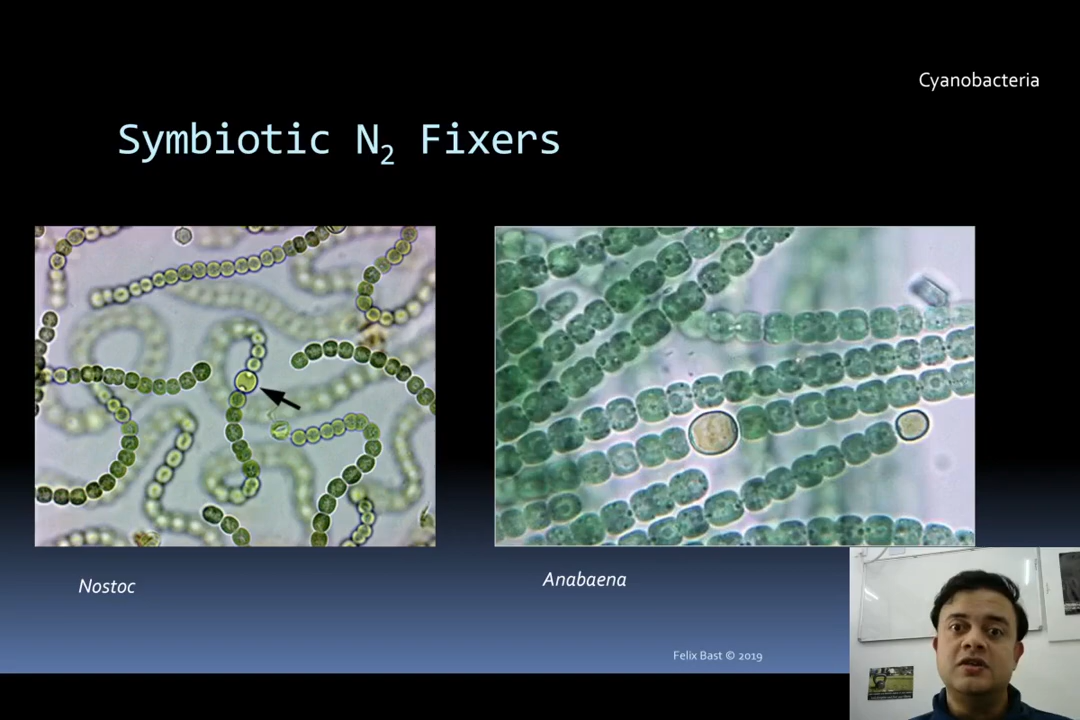 Cyanobacteria
Symbiotic N₂ Fixers
Nostoc
Anabaena
Felix Bast © 2019